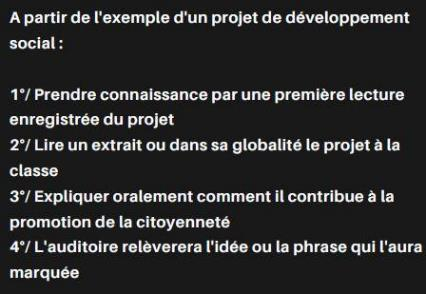 A partir de l'exemple d'un projet de développement
social :
1°/ Prendre connaissance par une première lecture
enregistrée du projet
2°/ Lire un extrait ou dans sa globalité le projet à la
classe
3°/ Expliquer oralement comment il contribue à la
promotion de la citoyenneté
4°/ L'auditoire relèverera l'idée ou la phrase qui l'aura
marquée